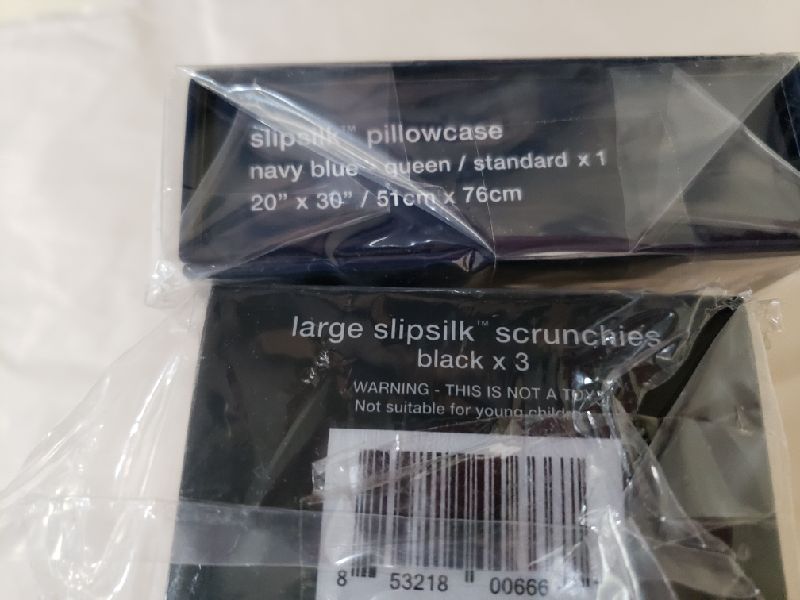 slipsilk™ pillowcase
navy blue queen / standard x 1
20” x 30” / 51cm x 76cm
large slipsilk™ scrunchies
black x 3
WARNING - THIS IS NOT A TOY
Not suitable for young
8 53218 00666